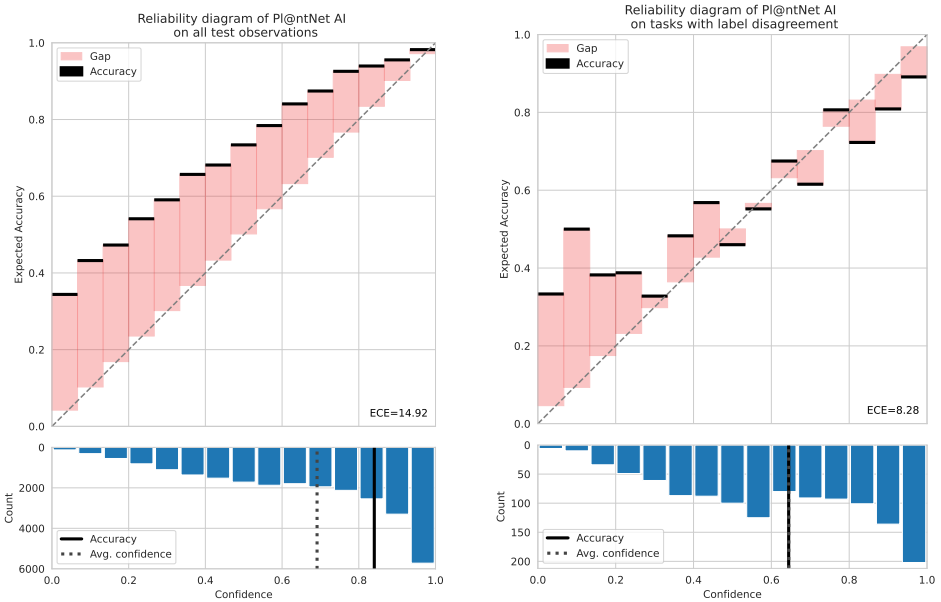 Reliability diagram of Pl@ntNet AI
on all test observations
Gap
Accuracy
Expected Accuracy
1.0
0.8
0.6
0.4
0.2
0.0
ECE=14.92
0
2000
4000
6000
Count
Accuracy
Avg. confidence
0.0 0.2 0.4 0.6 0.8 1.0
Confidence
Reliability diagram of Pl@ntNet AI
on tasks with label disagreement
Gap
Accuracy
Expected Accuracy
1.0
0.8
0.6
0.4
0.2
0.0
ECE=8.28
0
50
100
150
200
Count
Accuracy
Avg. confidence
0.0 0.2 0.4 0.6 0.8 1.0
Confidence